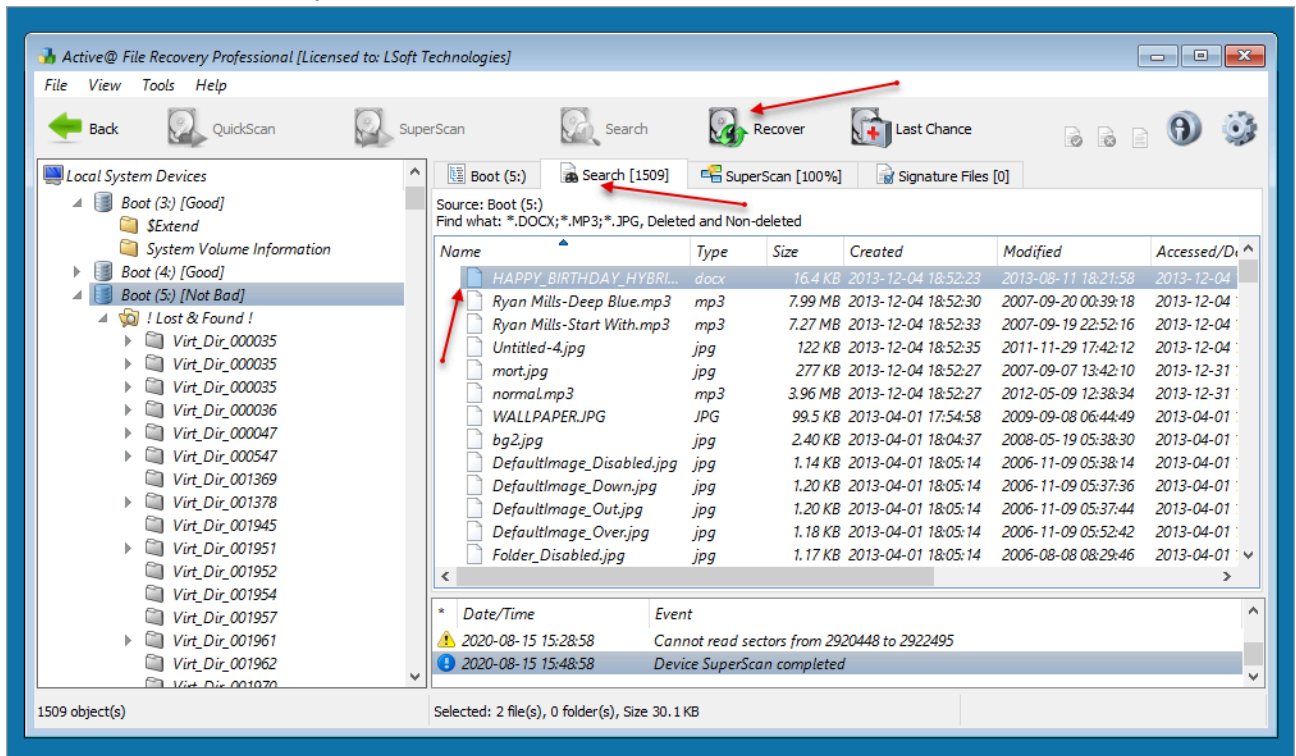 Active@ File Recovery Professional [Licensed to: LSoft Technologies]
File View Tools Help
Back QuickScan SuperScan Search Recover Last Chance
Local System Devices
Boot (3:) [Good]
$Extend
System Volume Information
Boot (4:) [Good]
Boot (5:) [Not Bad]
! Lost & Found !
Virt_Dir_000035
Virt_Dir_000035
Virt_Dir_000035
Virt_Dir_000036
Virt_Dir_000047
Virt_Dir_000547
Virt_Dir_001369
Virt_Dir_001378
Virt_Dir_001945
Virt_Dir_001951
Virt_Dir_001952
Virt_Dir_001954
Virt_Dir_001957
Virt_Dir_001961
Virt_Dir_001962
Virt_Dir_001970
Boot (5:) Search [1509] SuperScan [100%] Signature Files [0]
Source: Boot (5:)
Find what: *.DOCX;*.MP3;*.JPG, Deleted and Non-deleted
Name Type Size Created Modified Accessed/De
HAPPY_BIRTHDAY_HYBRI... docx 16.4 KB 2013-12-04 18:52:23 2013-08-11 18:21:58 2013-12-04
Ryan Mills-Deep Blue.mp3 mp3 7.99 MB 2013-12-04 18:52:30 2007-09-20 00:39:18 2013-12-04
Ryan Mills-Start With.mp3 mp3 7.27 MB 2013-12-04 18:52:33 2007-09-19 22:52:16 2013-12-04
Untitled-4.jpg jpg 122 KB 2013-12-04 18:52:35 2011-11-29 17:42:12 2013-12-04
mort.jpg jpg 277 KB 2013-12-04 18:52:27 2007-09-07 13:42:10 2013-12-31
normal.mp3 mp3 3.96 MB 2013-12-04 18:52:27 2012-05-09 12:38:34 2013-12-31
WALLPAPER.JPG JPG 99.5 KB 2013-04-01 17:54:58 2009-09-08 06:44:49 2013-04-01
bg2.jpg jpg 2.40 KB 2013-04-01 18:04:37 2008-05-19 05:38:30 2013-04-01
DefaultImage_Disabled.jpg jpg 1.14 KB 2013-04-01 18:05:14 2006-11-09 05:38:14 2013-04-01
DefaultImage_Down.jpg jpg 1.20 KB 2013-04-01 18:05:14 2006-11-09 05:37:36 2013-04-01
DefaultImage_Out.jpg jpg 1.20 KB 2013-04-01 18:05:14 2006-11-09 05:37:44 2013-04-01
DefaultImage_Over.jpg jpg 1.18 KB 2013-04-01 18:05:14 2006-11-09 05:52:42 2013-04-01
Folder_Disabled.jpg jpg 1.17 KB 2013-04-01 18:05:14 2006-08-08 08:29:46 2013-04-01
* Date/Time Event
2020-08-15 15:28:58 Cannot read sectors from 2920448 to 2922495
2020-08-15 15:48:58 Device SuperScan completed
1509 object(s) Selected: 2 file(s), 0 folder(s), Size 30.1 KB